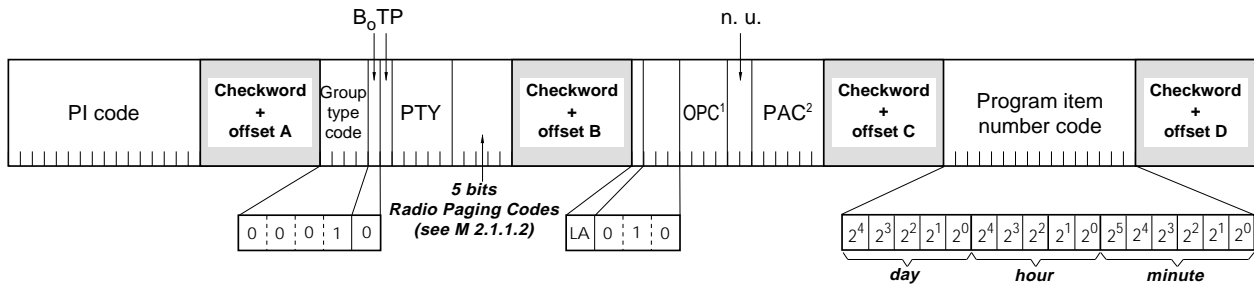 B₀TP
n. u.
PI code
Checkword
+
offset A
Group
type
code
PTY
Checkword
+
offset B
OPC¹
PAC²
Checkword
+
offset C
Program item
number code
Checkword
+
offset D
5 bits
Radio Paging Codes
(see M 2.1.1.2)
0 0 0 1 0
LA 0 1 0
2⁴ 2³ 2² 2¹ 2⁰ 2⁴ 2³ 2² 2¹ 2⁰ 2⁵ 2⁴ 2³ 2² 2¹ 2⁰
day hour minute